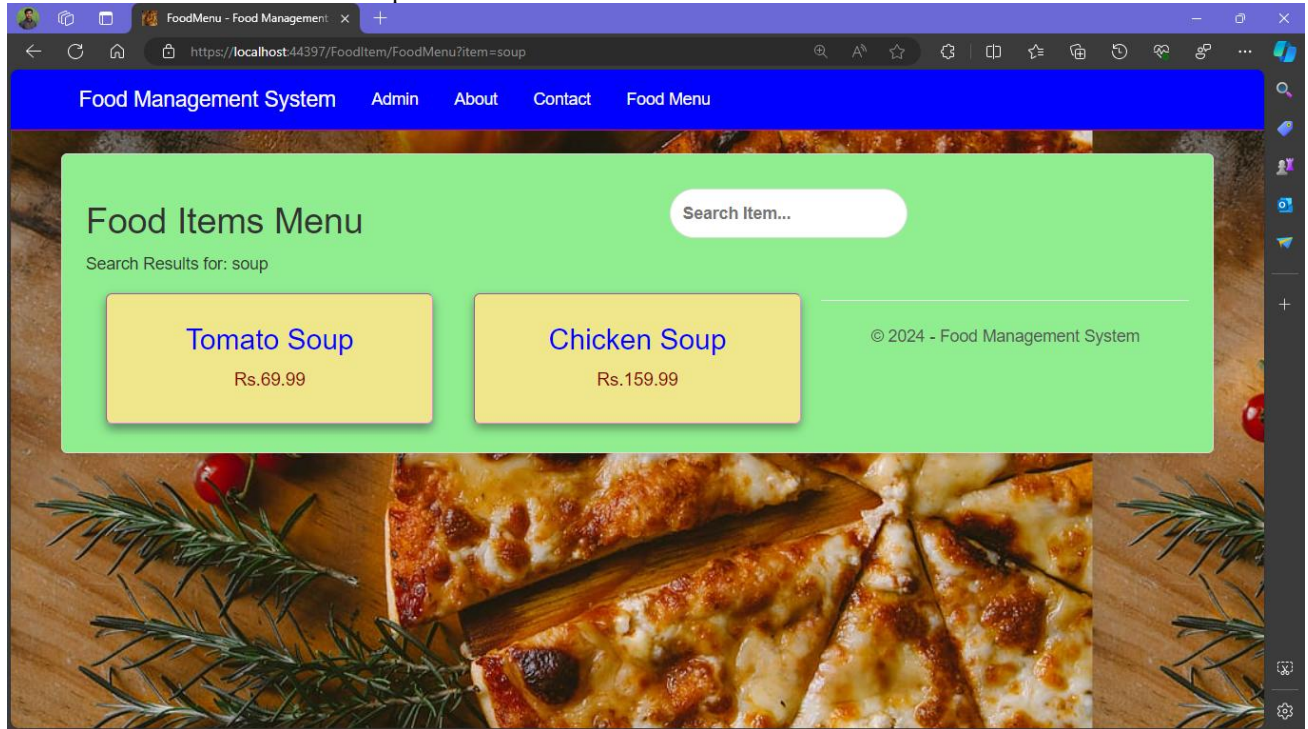 FoodMenu - Food Management
https://localhost:44397/FoodItem/FoodMenu?item=soup
Food Management System Admin About Contact Food Menu
Food Items Menu
Search Item...
Search Results for: soup
Tomato Soup
Rs.69.99
Chicken Soup
Rs.159.99
© 2024 - Food Management System